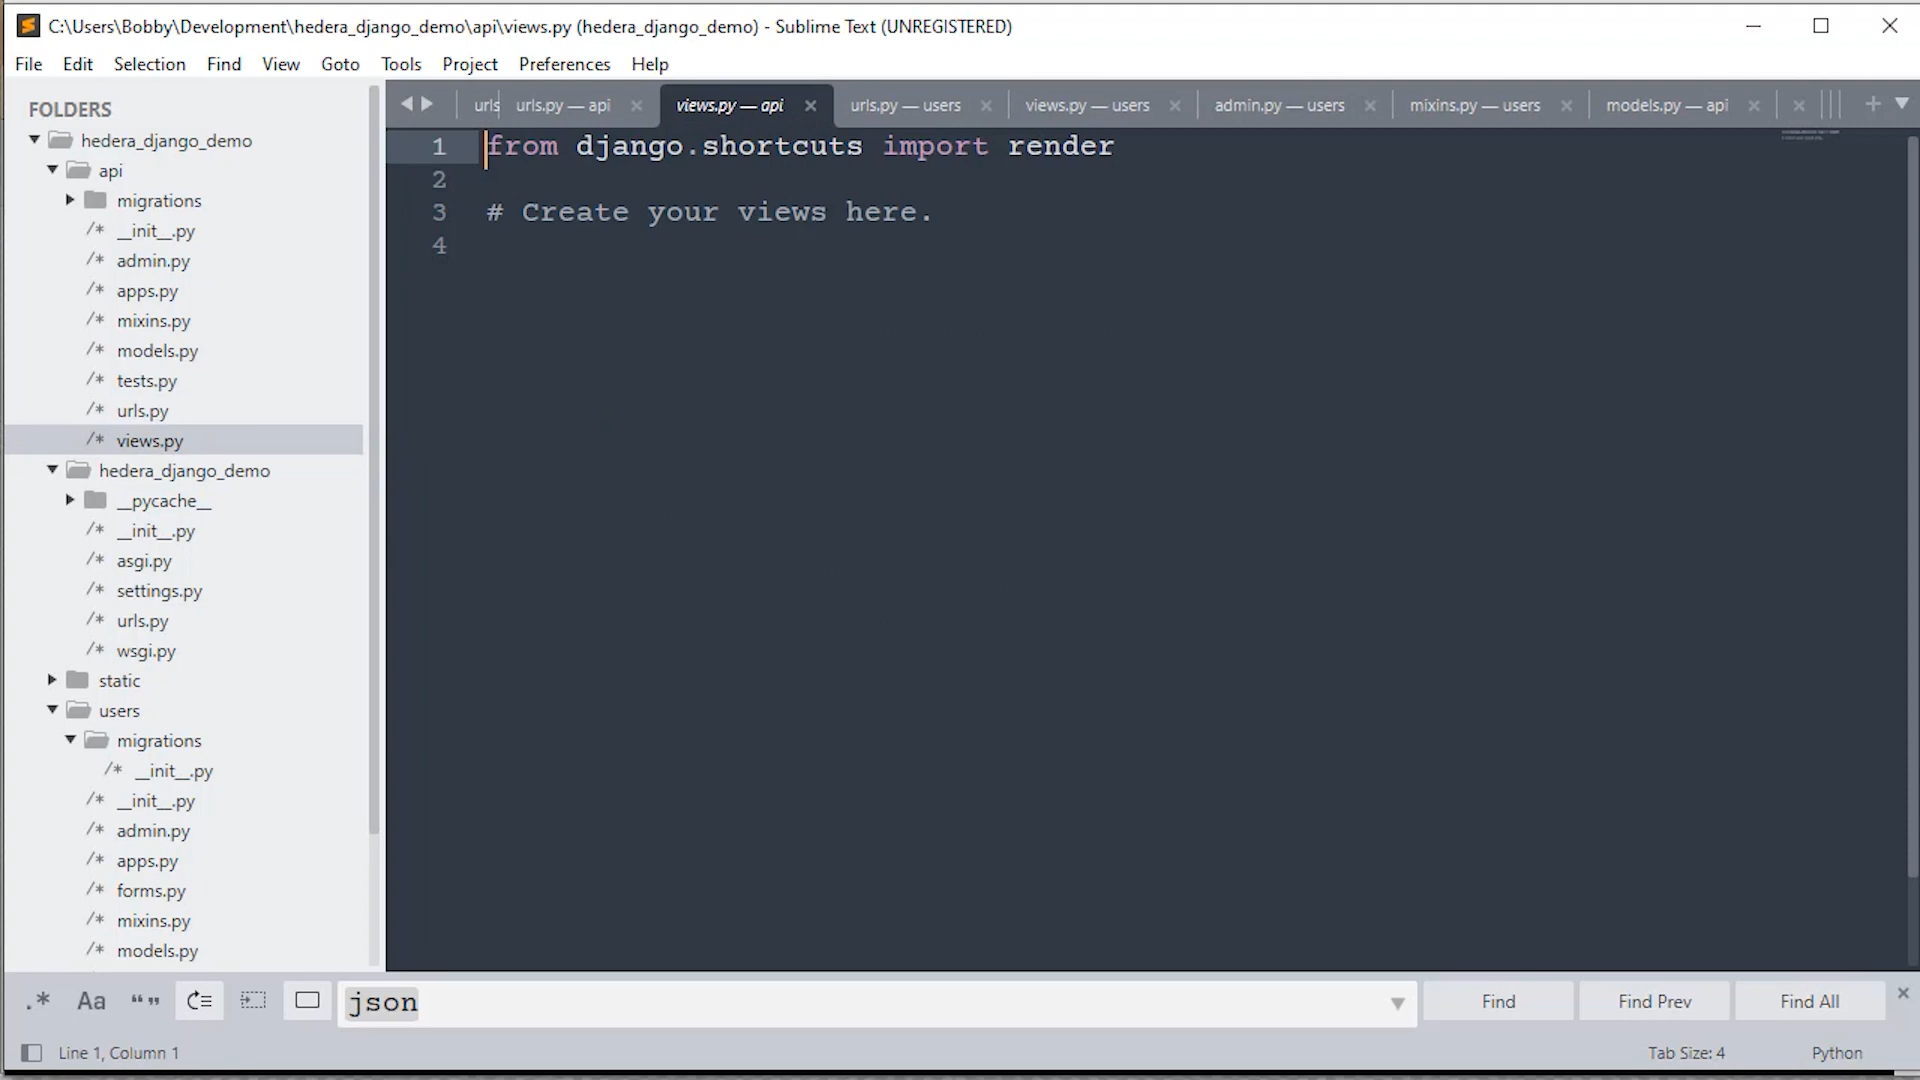 C:\Users\Bobby\Development\hedera_django_demo\api\views.py (hedera_django_demo) - Sublime Text (UNREGISTERED)
File Edit Selection Find View Goto Tools Project Preferences Help
urls urls.py — api views.py — api urls.py — users views.py — users admin.py — users mixins.py — users models.py — api
FOLDERS
hedera_django_demo
api
migrations
/* __init__.py
/* admin.py
/* apps.py
/* mixins.py
/* models.py
/* tests.py
/* urls.py
/* views.py
hedera_django_demo
__pycache__
/* __init__.py
/* asgi.py
/* settings.py
/* urls.py
/* wsgi.py
static
users
migrations
/* __init__.py
/* __init__.py
/* admin.py
/* apps.py
/* forms.py
/* mixins.py
/* models.py
1 from django.shortcuts import render
2
3 # Create your views here.
4
.* Aa “ ” json Find Find Prev Find All
Line 1, Column 1 Tab Size: 4 Python